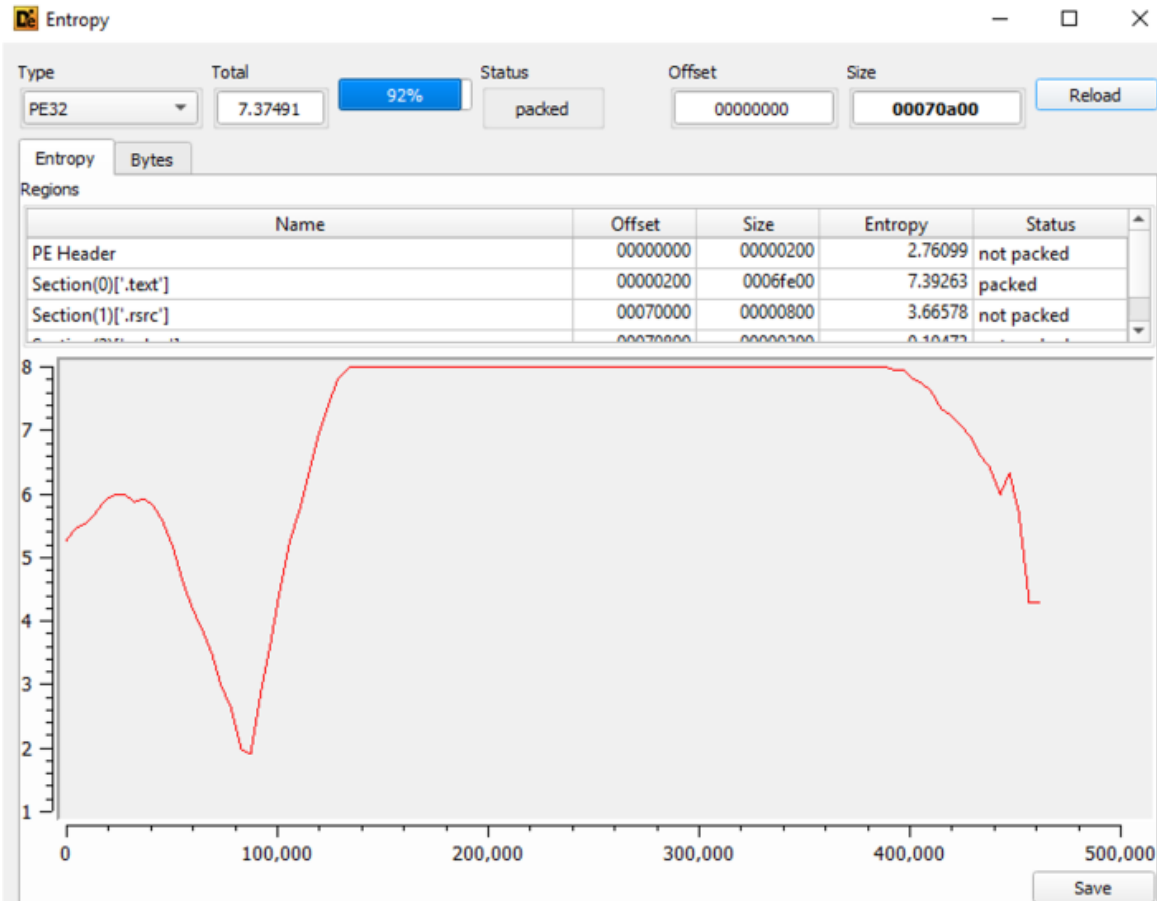 Entropy
Type Total Status Offset Size
PE32 7.37491 92% packed 00000000 00070a00 Reload
Entropy Bytes
Regions
Name Offset Size Entropy Status
PE Header 00000000 00000200 2.76099 not packed
Section(0)['.text'] 00000200 0006fe00 7.39263 packed
Section(1)['.rsrc'] 00070000 00000800 3.66578 not packed
8
7
6
5
4
3
2
1
0 100,000 200,000 300,000 400,000 500,000
Save